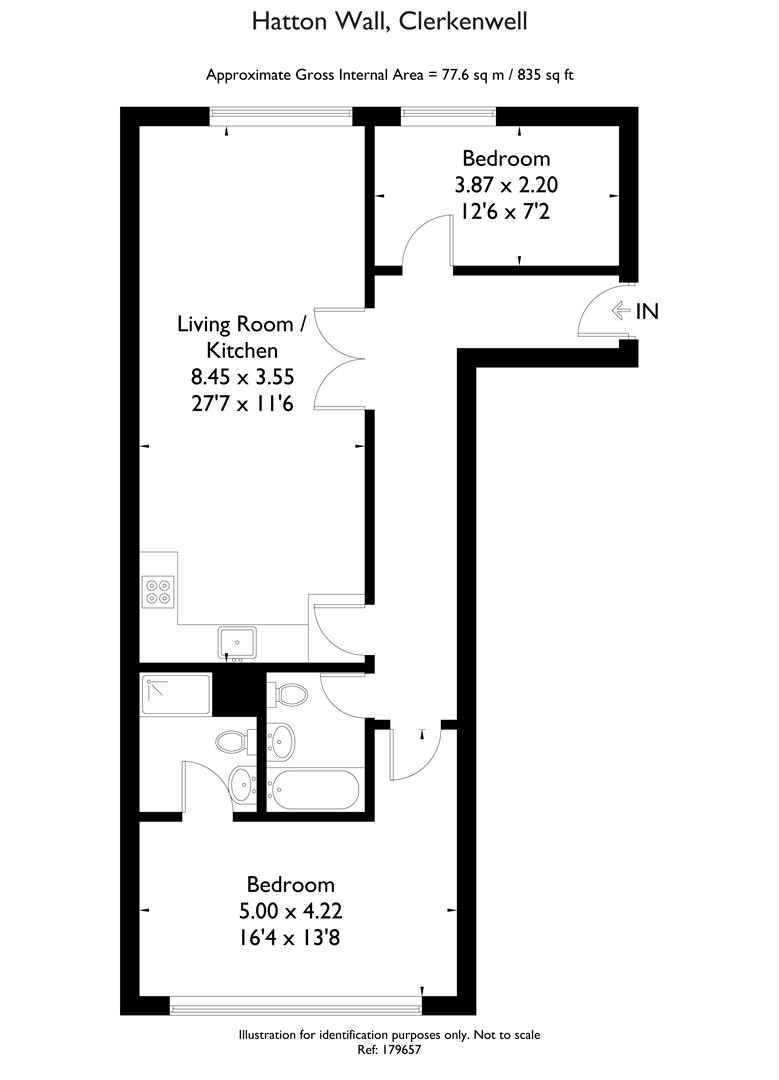 Hatton Wall, Clerkenwell
Approximate Gross Internal Area = 77.6 sq m / 835 sq ft
Bedroom
3.87 x 2.20
12'6 x 7'2
IN
Living Room /
Kitchen
8.45 x 3.55
27'7 x 11'6
Bedroom
5.00 x 4.22
16'4 x 13'8
Illustration for identification purposes only. Not to scale
Ref: 179657